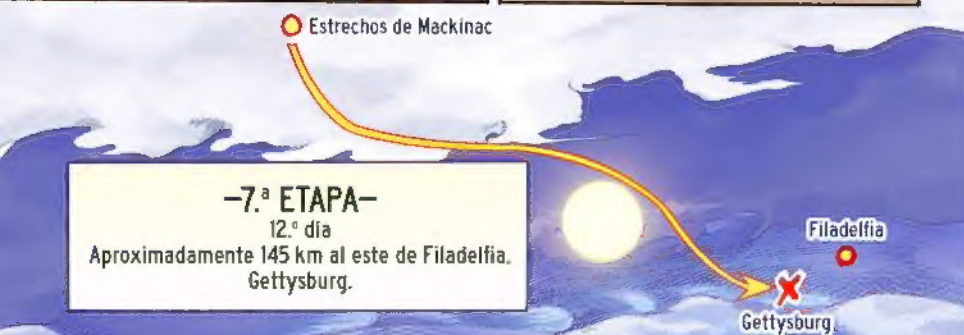 Estrechos de Mackinac
–7.ª ETAPA–
12.º día
Aproximadamente 145 km al este de Filadelfia.
Gettysburg.
Filadelfia
Gettysburg